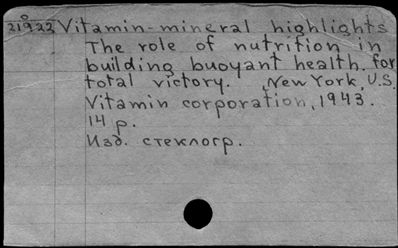 21922 Vitamin-mineral highlights
The role of nutrition in
building buoyant health for
total victory. New York, U.S.
Vitamin corporation, 1943.
14 p.
Изд. стеклогр.